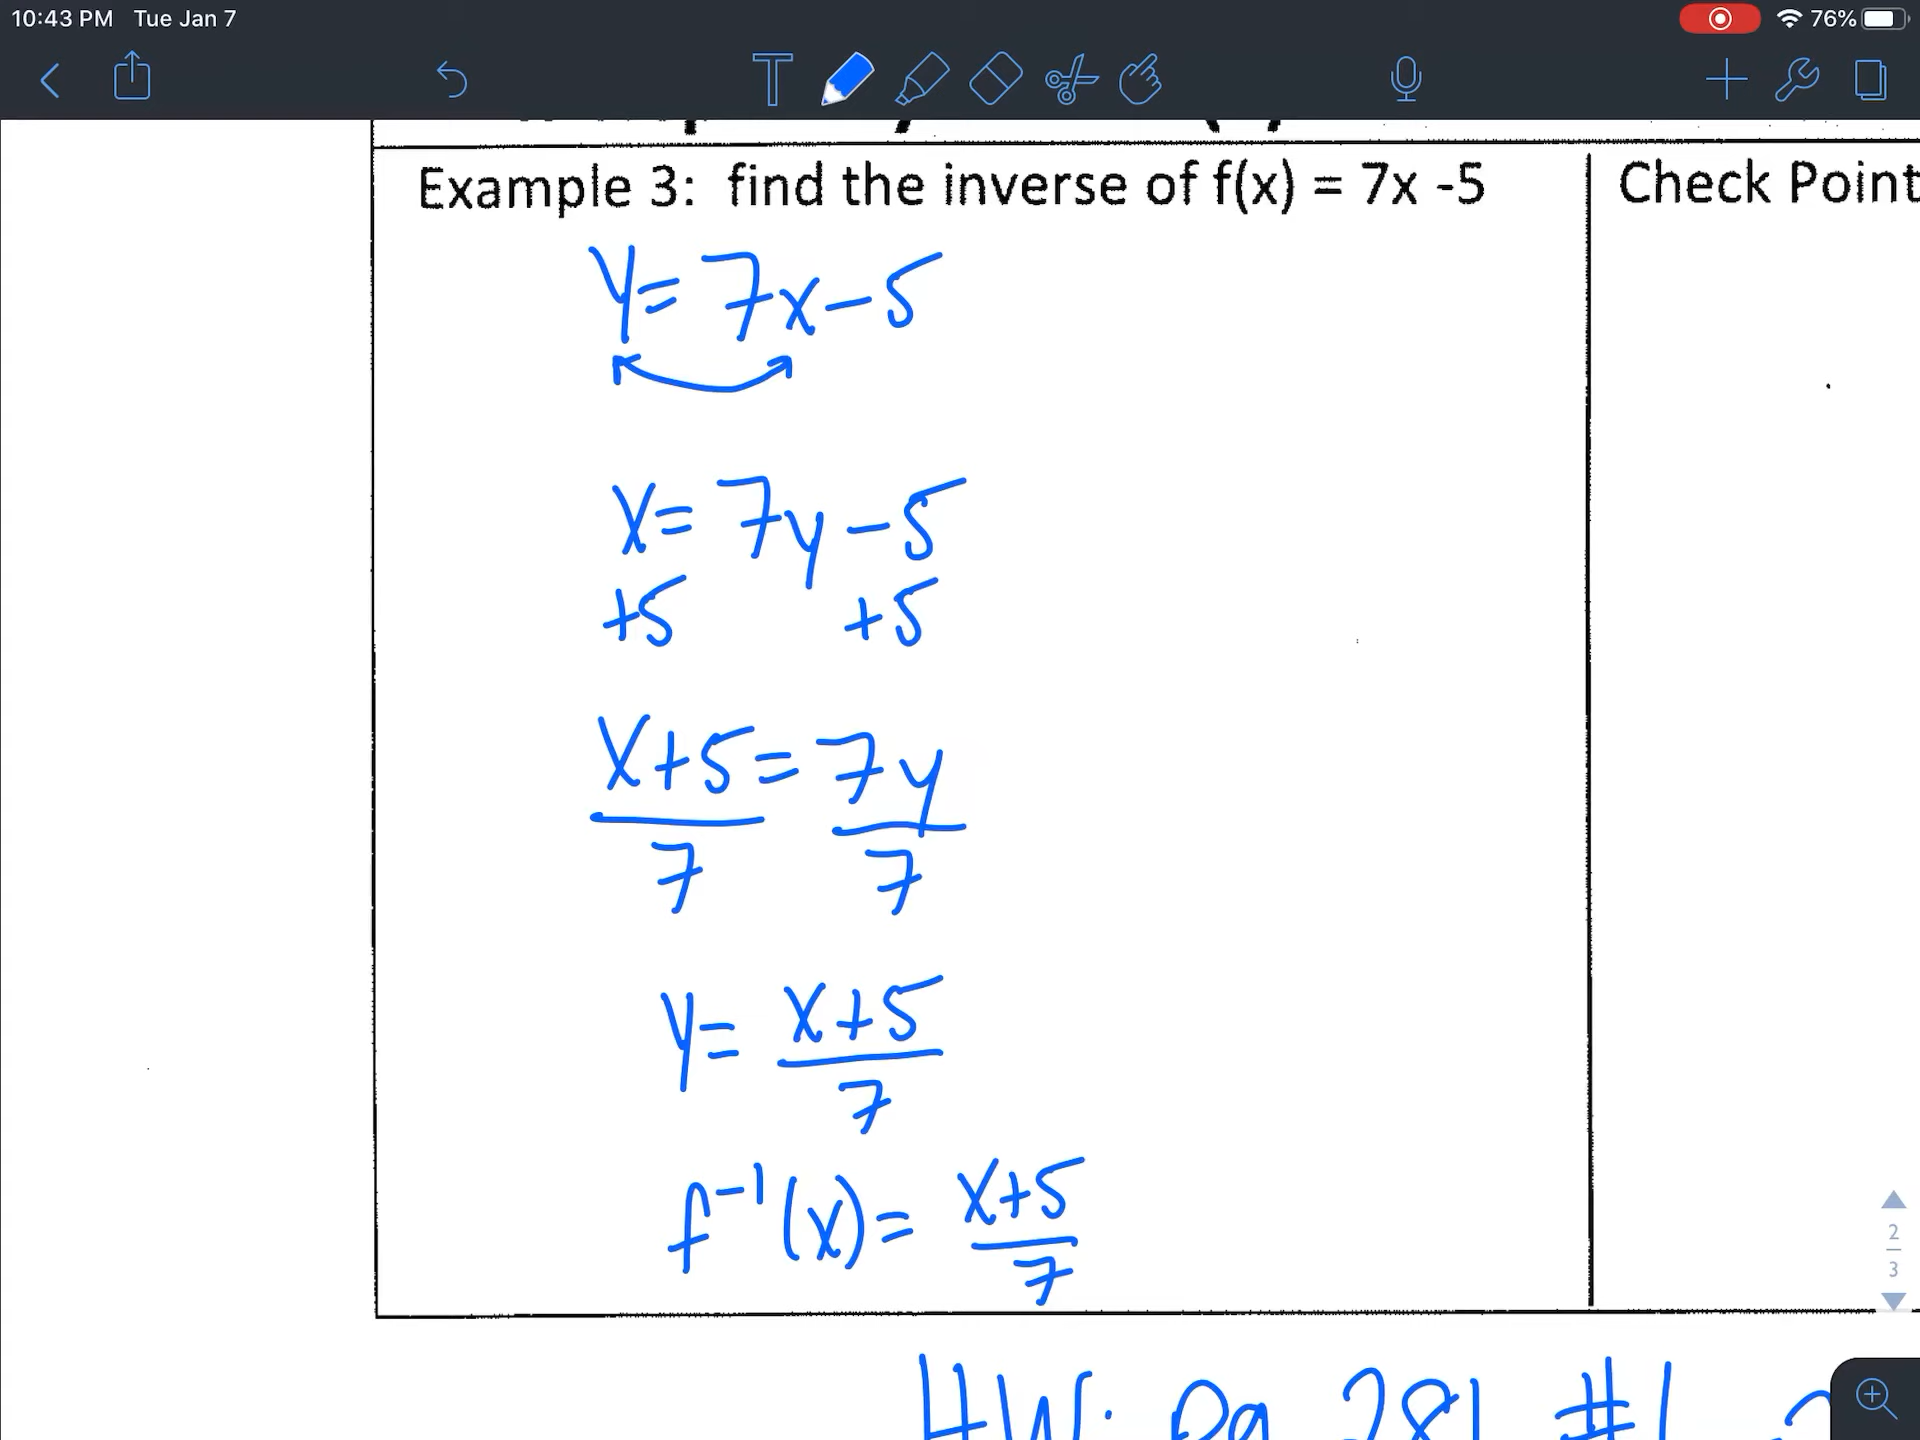 10:43 PM Tue Jan 7
76%
Example 3: find the inverse of f(x) = 7x -5
Check Point
y = 7x - 5
x = 7y - 5
+5 +5
x+5 = 7y
7 7
y = x+5
7
f⁻¹(x) = x+5
7
2
3
HW: pg 281 #1